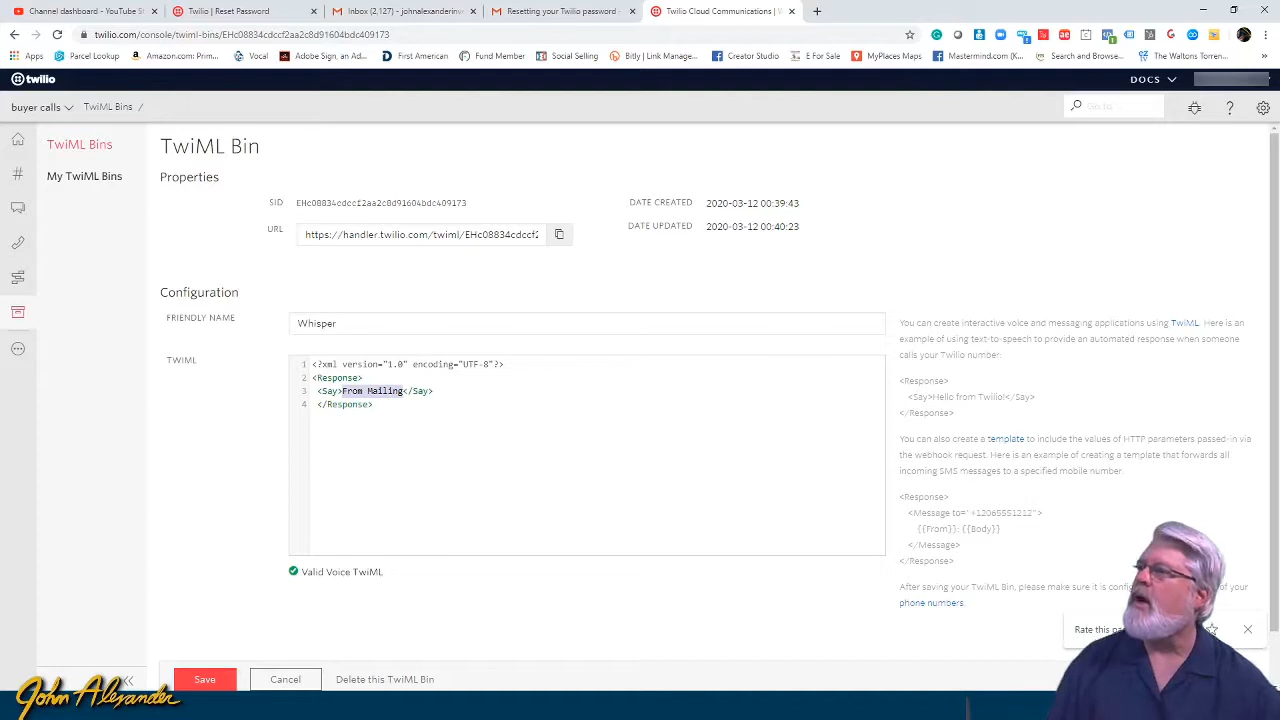 Channel dashboard - YouTube S
Twilio | Reset Password
Inbox (2,127) - johnalexanderinv
Resetting your Twilio password -
Twilio Cloud Communications | W
twilio.com/console/twiml-bins/EHc08834cdccf2aa2c8d91604bdc409173
Apps
Parcel Lookup
Amazon.com: Prim...
Vocal
Adobe Sign, an Ad...
First American
Fund Member
Social Selling
Bitly | Link Manage...
Creator Studio
E For Sale
MyPlaces Maps
Mastermind.com (K...
Search and Browse...
The Waltons Torren...
twilio
DOCS
buyer calls
TwiML Bins /
Go to...
TwiML Bins
My TwiML Bins
TwiML Bin
Properties
SID EHc08834cdccf2aa2c8d91604bdc409173
DATE CREATED 2020-03-12 00:39:43
URL https://handler.twilio.com/twiml/EHc08834cdccf2
DATE UPDATED 2020-03-12 00:40:23
Configuration
FRIENDLY NAME Whisper
TWIML
1 <?xml version="1.0" encoding="UTF-8"?>
2 <Response>
3 <Say>From Mailing</Say>
4 </Response>
Valid Voice TwiML
You can create interactive voice and messaging applications using TwiML. Here is an
example of using text-to-speech to provide an automated response when someone
calls your Twilio number:
<Response>
<Say>Hello from Twilio!</Say>
</Response>
You can also create a template to include the values of HTTP parameters passed-in via
the webhook request. Here is an example of creating a template that forwards all
incoming SMS messages to a specified mobile number:
<Response>
<Message to="+12065551212">
{{From}}: {{Body}}
</Message>
</Response>
After saving your TwiML Bin, please make sure it is config of your
phone numbers.
Rate this pa
Save
Cancel
Delete this TwiML Bin
John Alexander